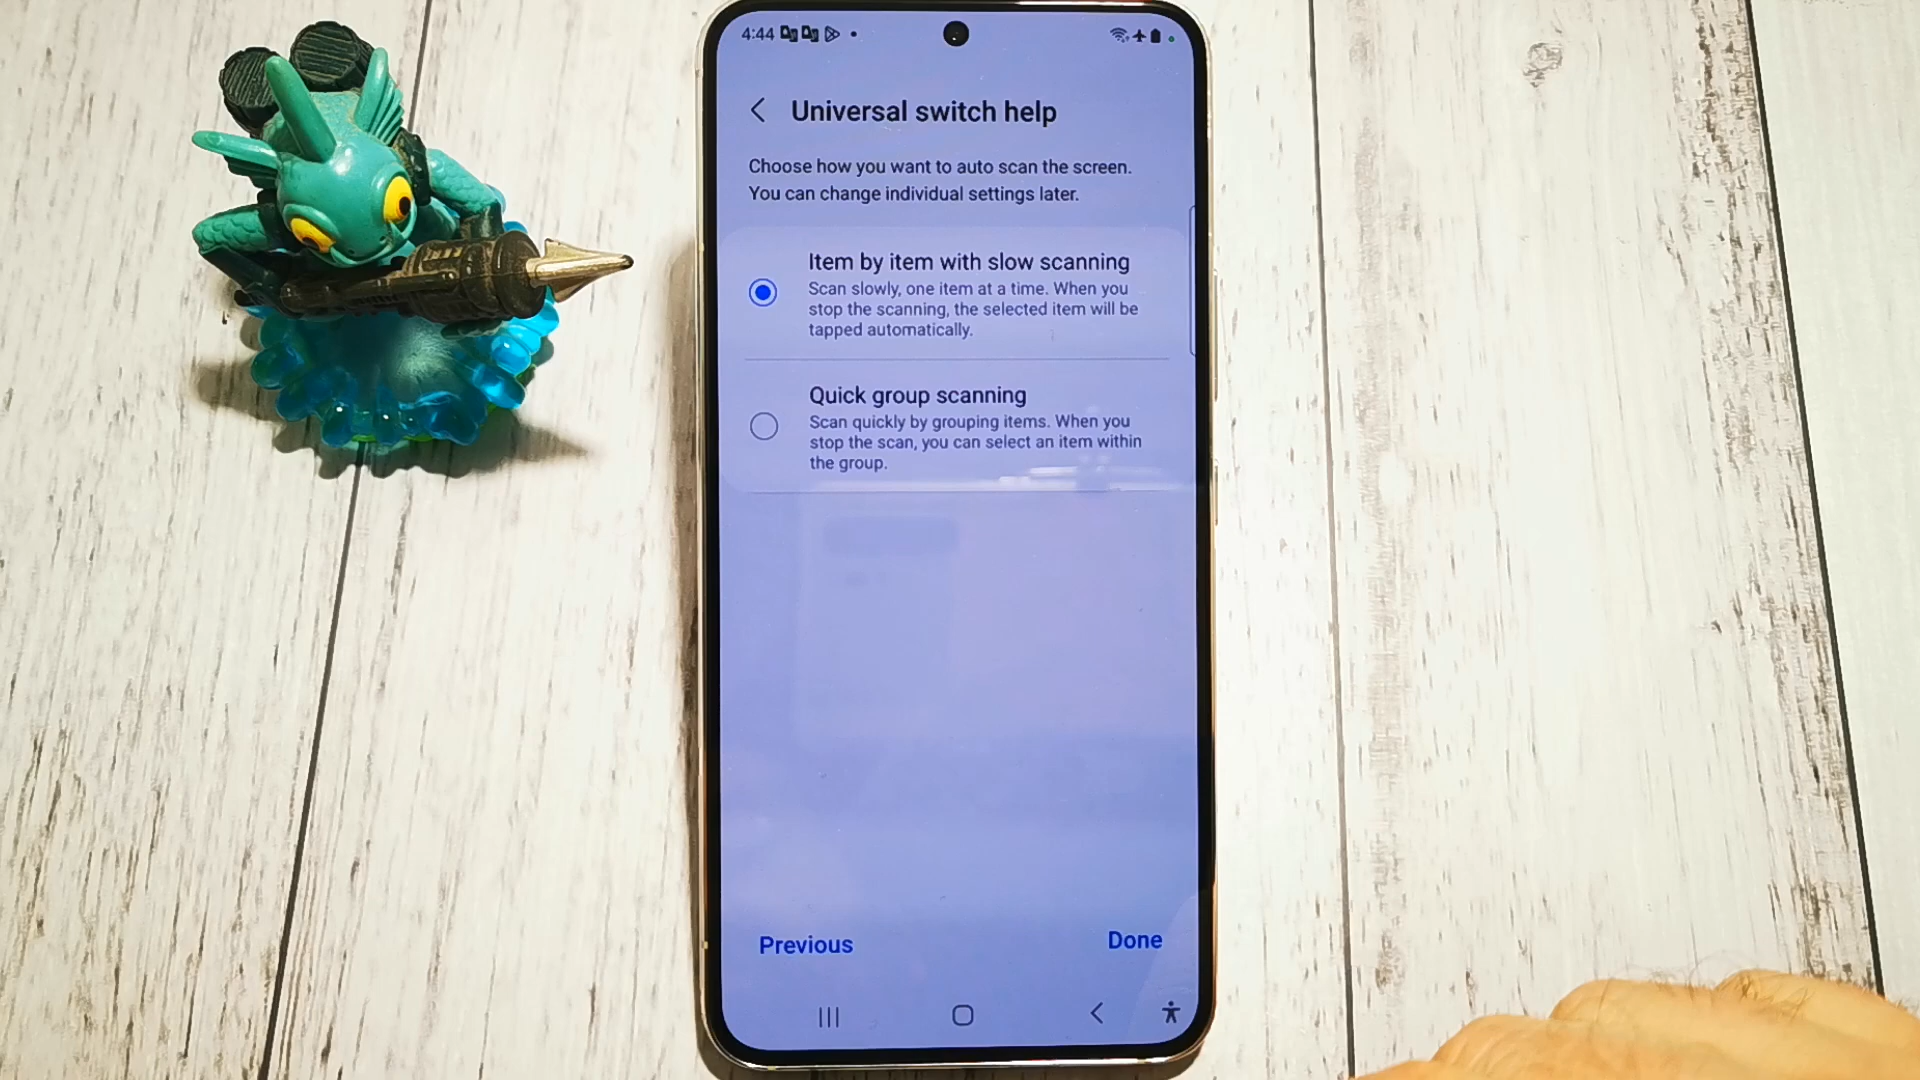 4:44
Universal switch help
Choose how you want to auto scan the screen.
You can change individual settings later.
Item by item with slow scanning
Scan slowly, one item at a time. When you
stop the scanning, the selected item will be
tapped automatically.
Quick group scanning
Scan quickly by grouping items. When you
stop the scan, you can select an item within
the group.
Previous
Done